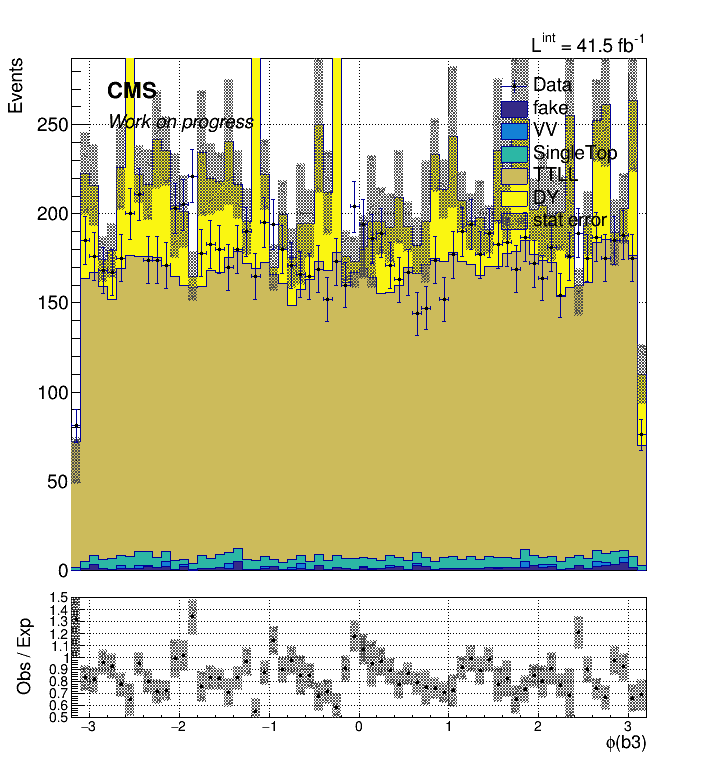 L^int = 41.5 fb^-1
Events
CMS
Work on progress
Data
fake
VV
SingleTop
TTLL
DY
stat error
250
200
150
100
50
0
Obs / Exp
1.5
1.4
1.3
1.2
1.1
1
0.9
0.8
0.7
0.6
0.5
−3 −2 −1 0 1 2 3
φ(b3)